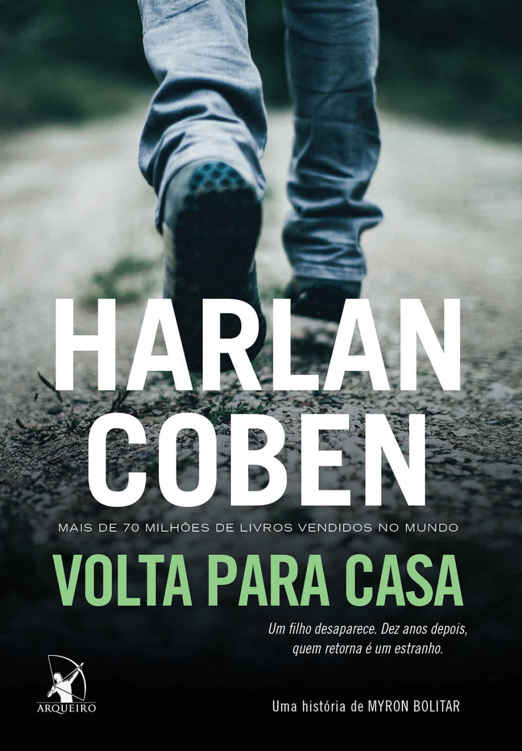 HARLAN
COBEN
MAIS DE 70 MILHÕES DE LIVROS VENDIDOS NO MUNDO
VOLTA PARA CASA
Um filho desaparece. Dez anos depois,
quem retorna é um estranho.
ARQUEIRO
Uma história de MYRON BOLITAR